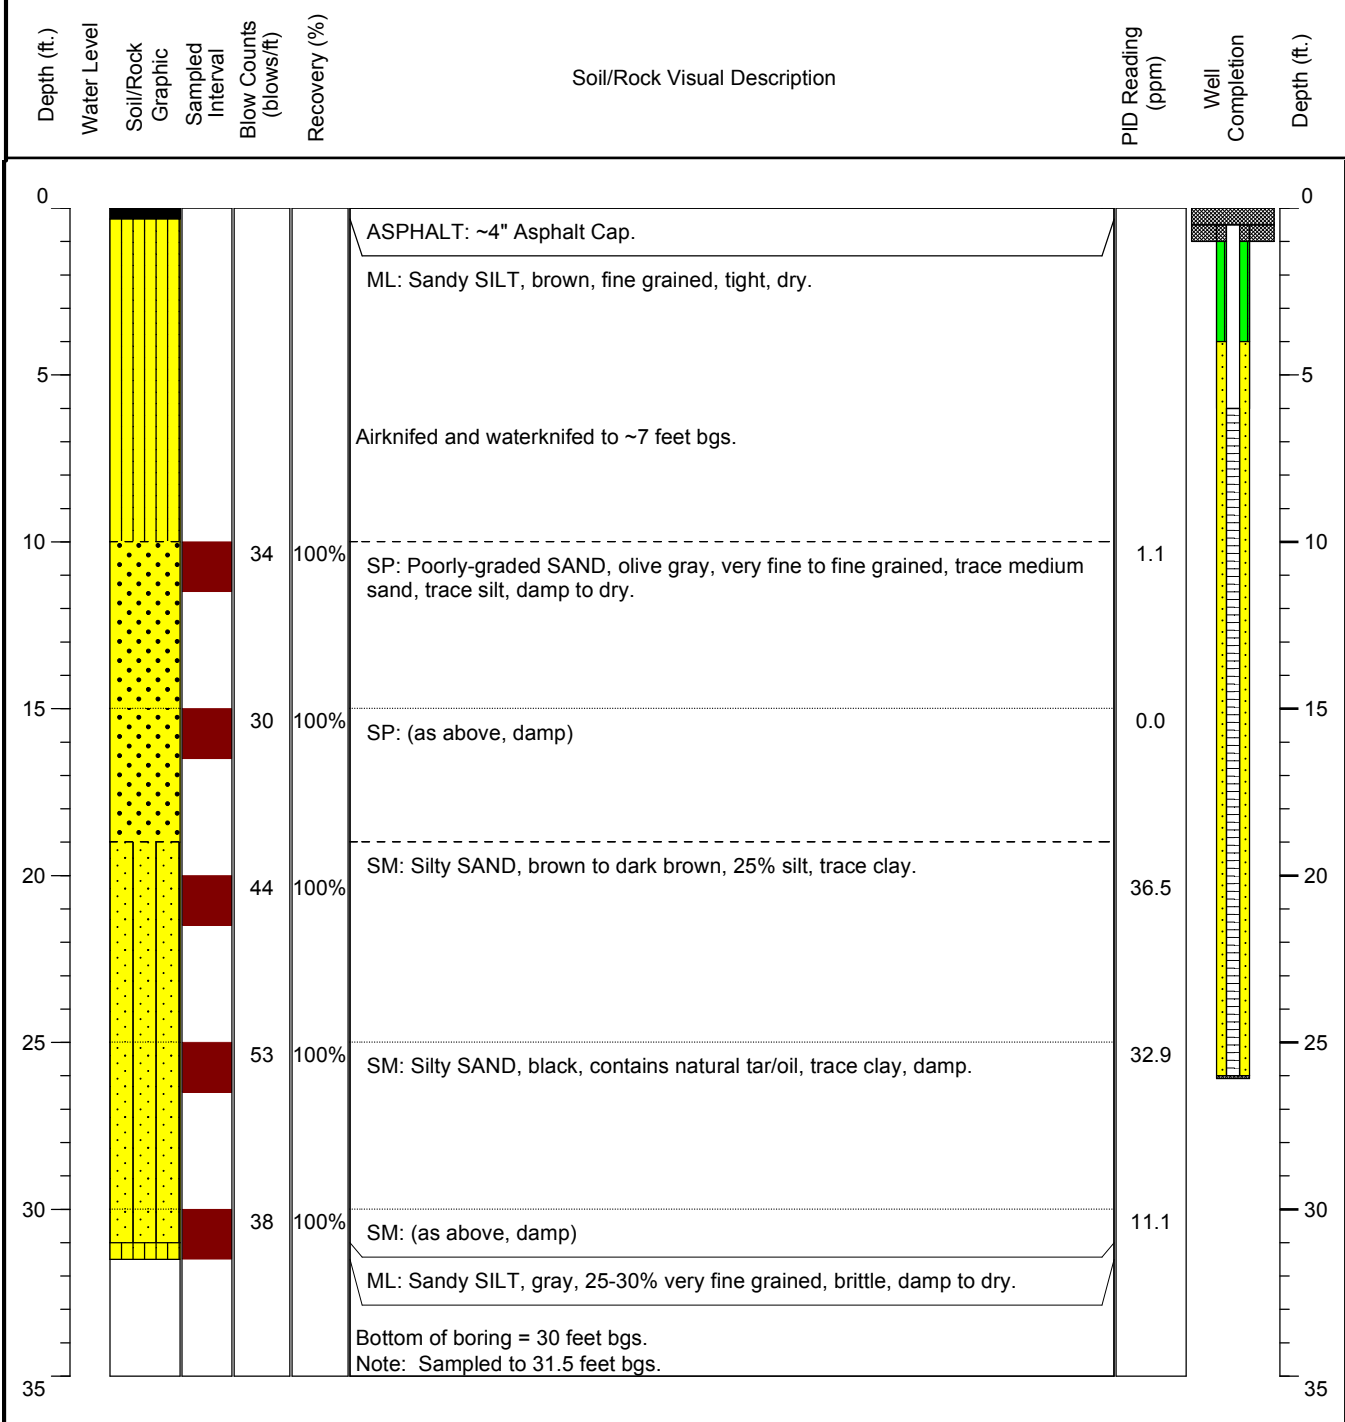 Depth (ft.)
Water Level
Soil/Rock
Graphic
Sampled
Interval
Blow Counts
(blows/ft)
Recovery (%)
Soil/Rock Visual Description
PID Reading
(ppm)
Well
Completion
Depth (ft.)
0
0
ASPHALT: ~4" Asphalt Cap.
ML: Sandy SILT, brown, fine grained, tight, dry.
5
5
Airknifed and waterknifed to ~7 feet bgs.
10
34
100%
1.1
10
SP: Poorly-graded SAND, olive gray, very fine to fine grained, trace medium
sand, trace silt, damp to dry.
15
30
100%
SP: (as above, damp)
0.0
15
SM: Silty SAND, brown to dark brown, 25% silt, trace clay.
20
44
100%
36.5
20
25
53
100%
SM: Silty SAND, black, contains natural tar/oil, trace clay, damp.
32.9
25
30
38
100%
SM: (as above, damp)
11.1
30
ML: Sandy SILT, gray, 25-30% very fine grained, brittle, damp to dry.
Bottom of boring = 30 feet bgs.
Note:  Sampled to 31.5 feet bgs.
35
35